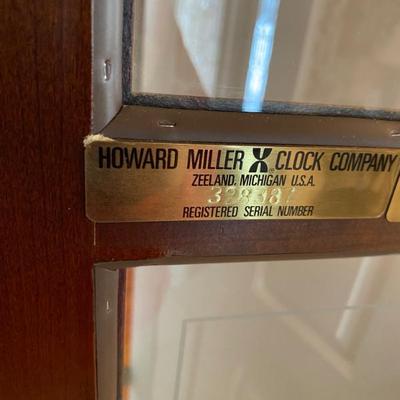 HOWARD MILLER CLOCK COMPANY
ZEELAND, MICHIGAN U.S.A.
REGISTERED SERIAL NUMBER